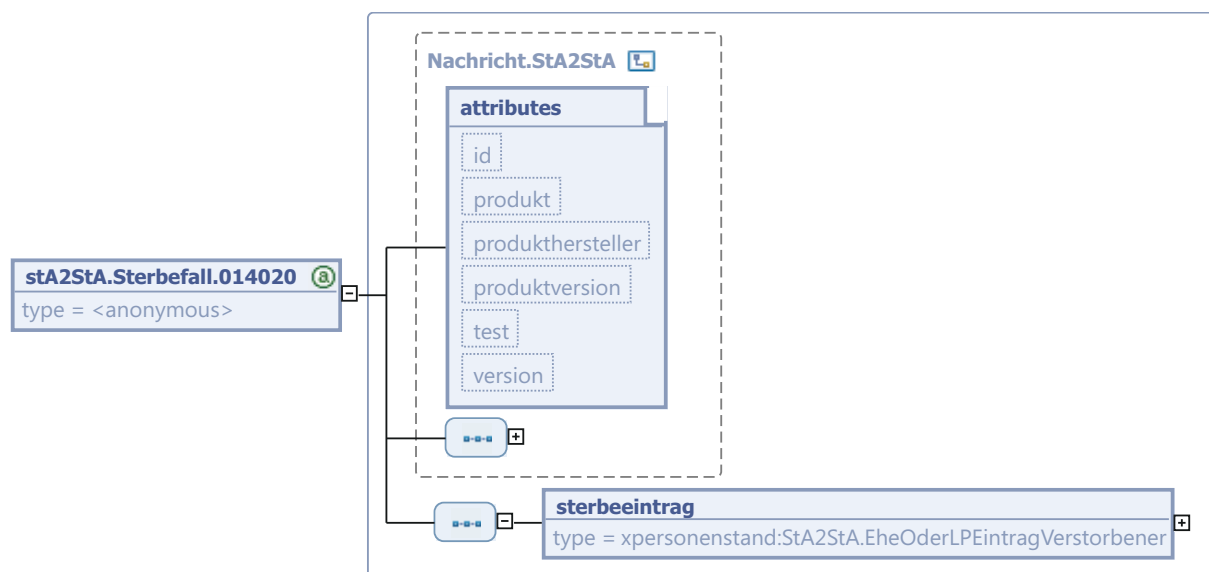 Nachricht.StA2StA
attributes
id
produkt
produkthersteller
produktversion
test
version
stA2StA.Sterbefall.014020 a
type = <anonymous>
sterbeeintrag
type = xpersonenstand:StA2StA.EheOderLPEintragVerstorbener